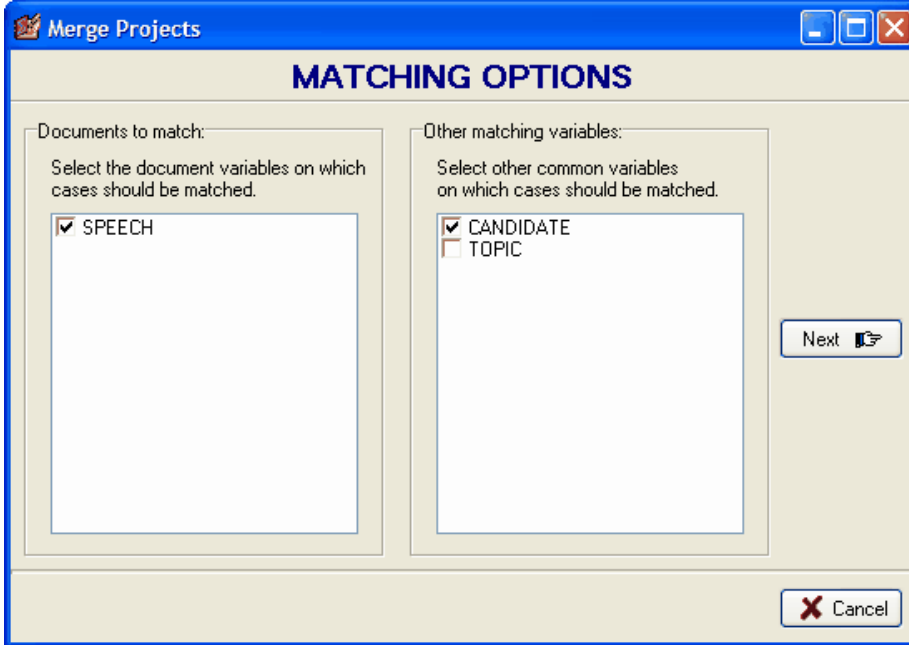 Merge Projects
MATCHING OPTIONS
Documents to match:
Select the document variables on which
cases should be matched.
SPEECH
Other matching variables:
Select other common variables
on which cases should be matched.
CANDIDATE
TOPIC
Next
Cancel